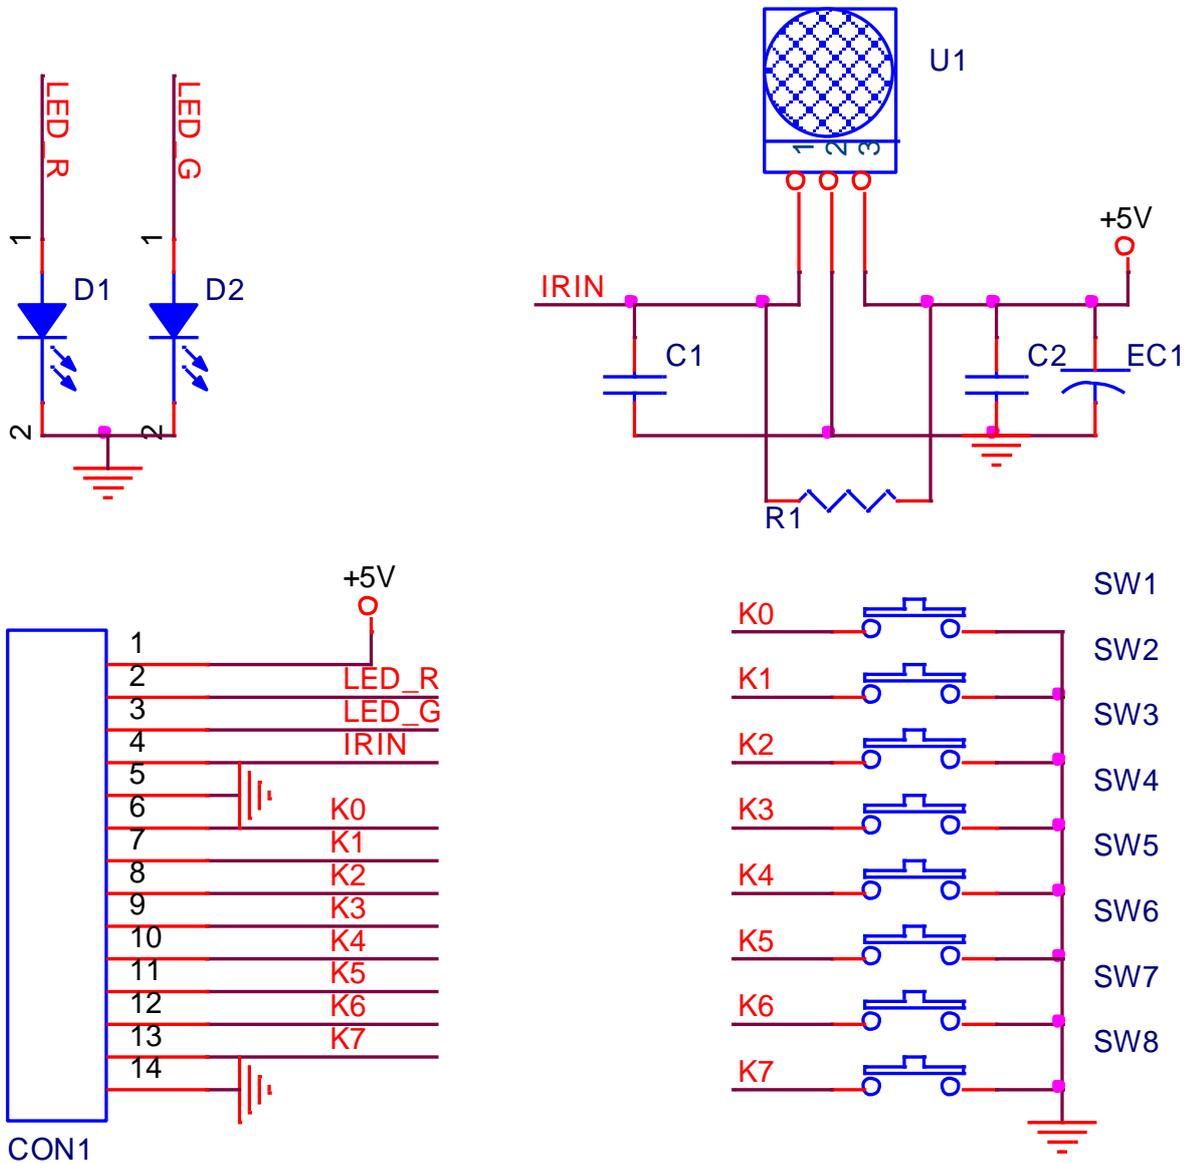 LED_R
LED_G
1
1
D1
D2
2
2
U1
1
2
3
+5V
IRIN
C1
C2
EC1
R1
+5V
1
2
LED_R
3
LED_G
4
IRIN
5
6
K0
7
K1
8
K2
9
K3
10
K4
11
K5
12
K6
13
K7
14
CON1
SW1
K0
SW2
K1
SW3
K2
SW4
K3
SW5
K4
SW6
K5
SW7
K6
SW8
K7